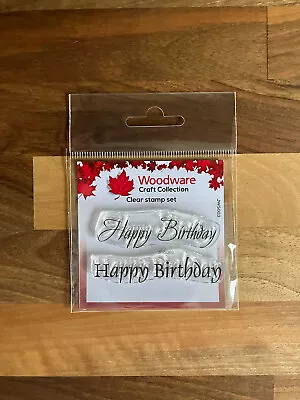 Woodware
Craft Collection
Clear stamp set
Happy Birthday
Happy Birthday